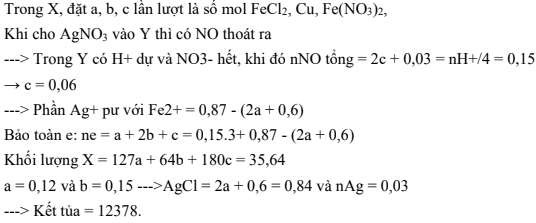 Trong X, đặt a, b, c lần lượt là số mol FeCl₂, Cu, Fe(NO₃)₂,
Khi cho AgNO₃ vào Y thì có NO thoát ra
---> Trong Y có H+ dư và NO3- hết, khi đó nNO tổng = 2c + 0,03 = nH+/4 = 0,15
→ c = 0,06
---> Phần Ag+ pư với Fe2+ = 0,87 - (2a + 0,6)
Bảo toàn e: ne = a + 2b + c = 0,15.3+ 0,87 - (2a + 0,6)
Khối lượng X = 127a + 64b + 180c = 35,64
a = 0,12 và b = 0,15 --->AgCl = 2a + 0,6 = 0,84 và nAg = 0,03
---> Kết tủa = 12378.